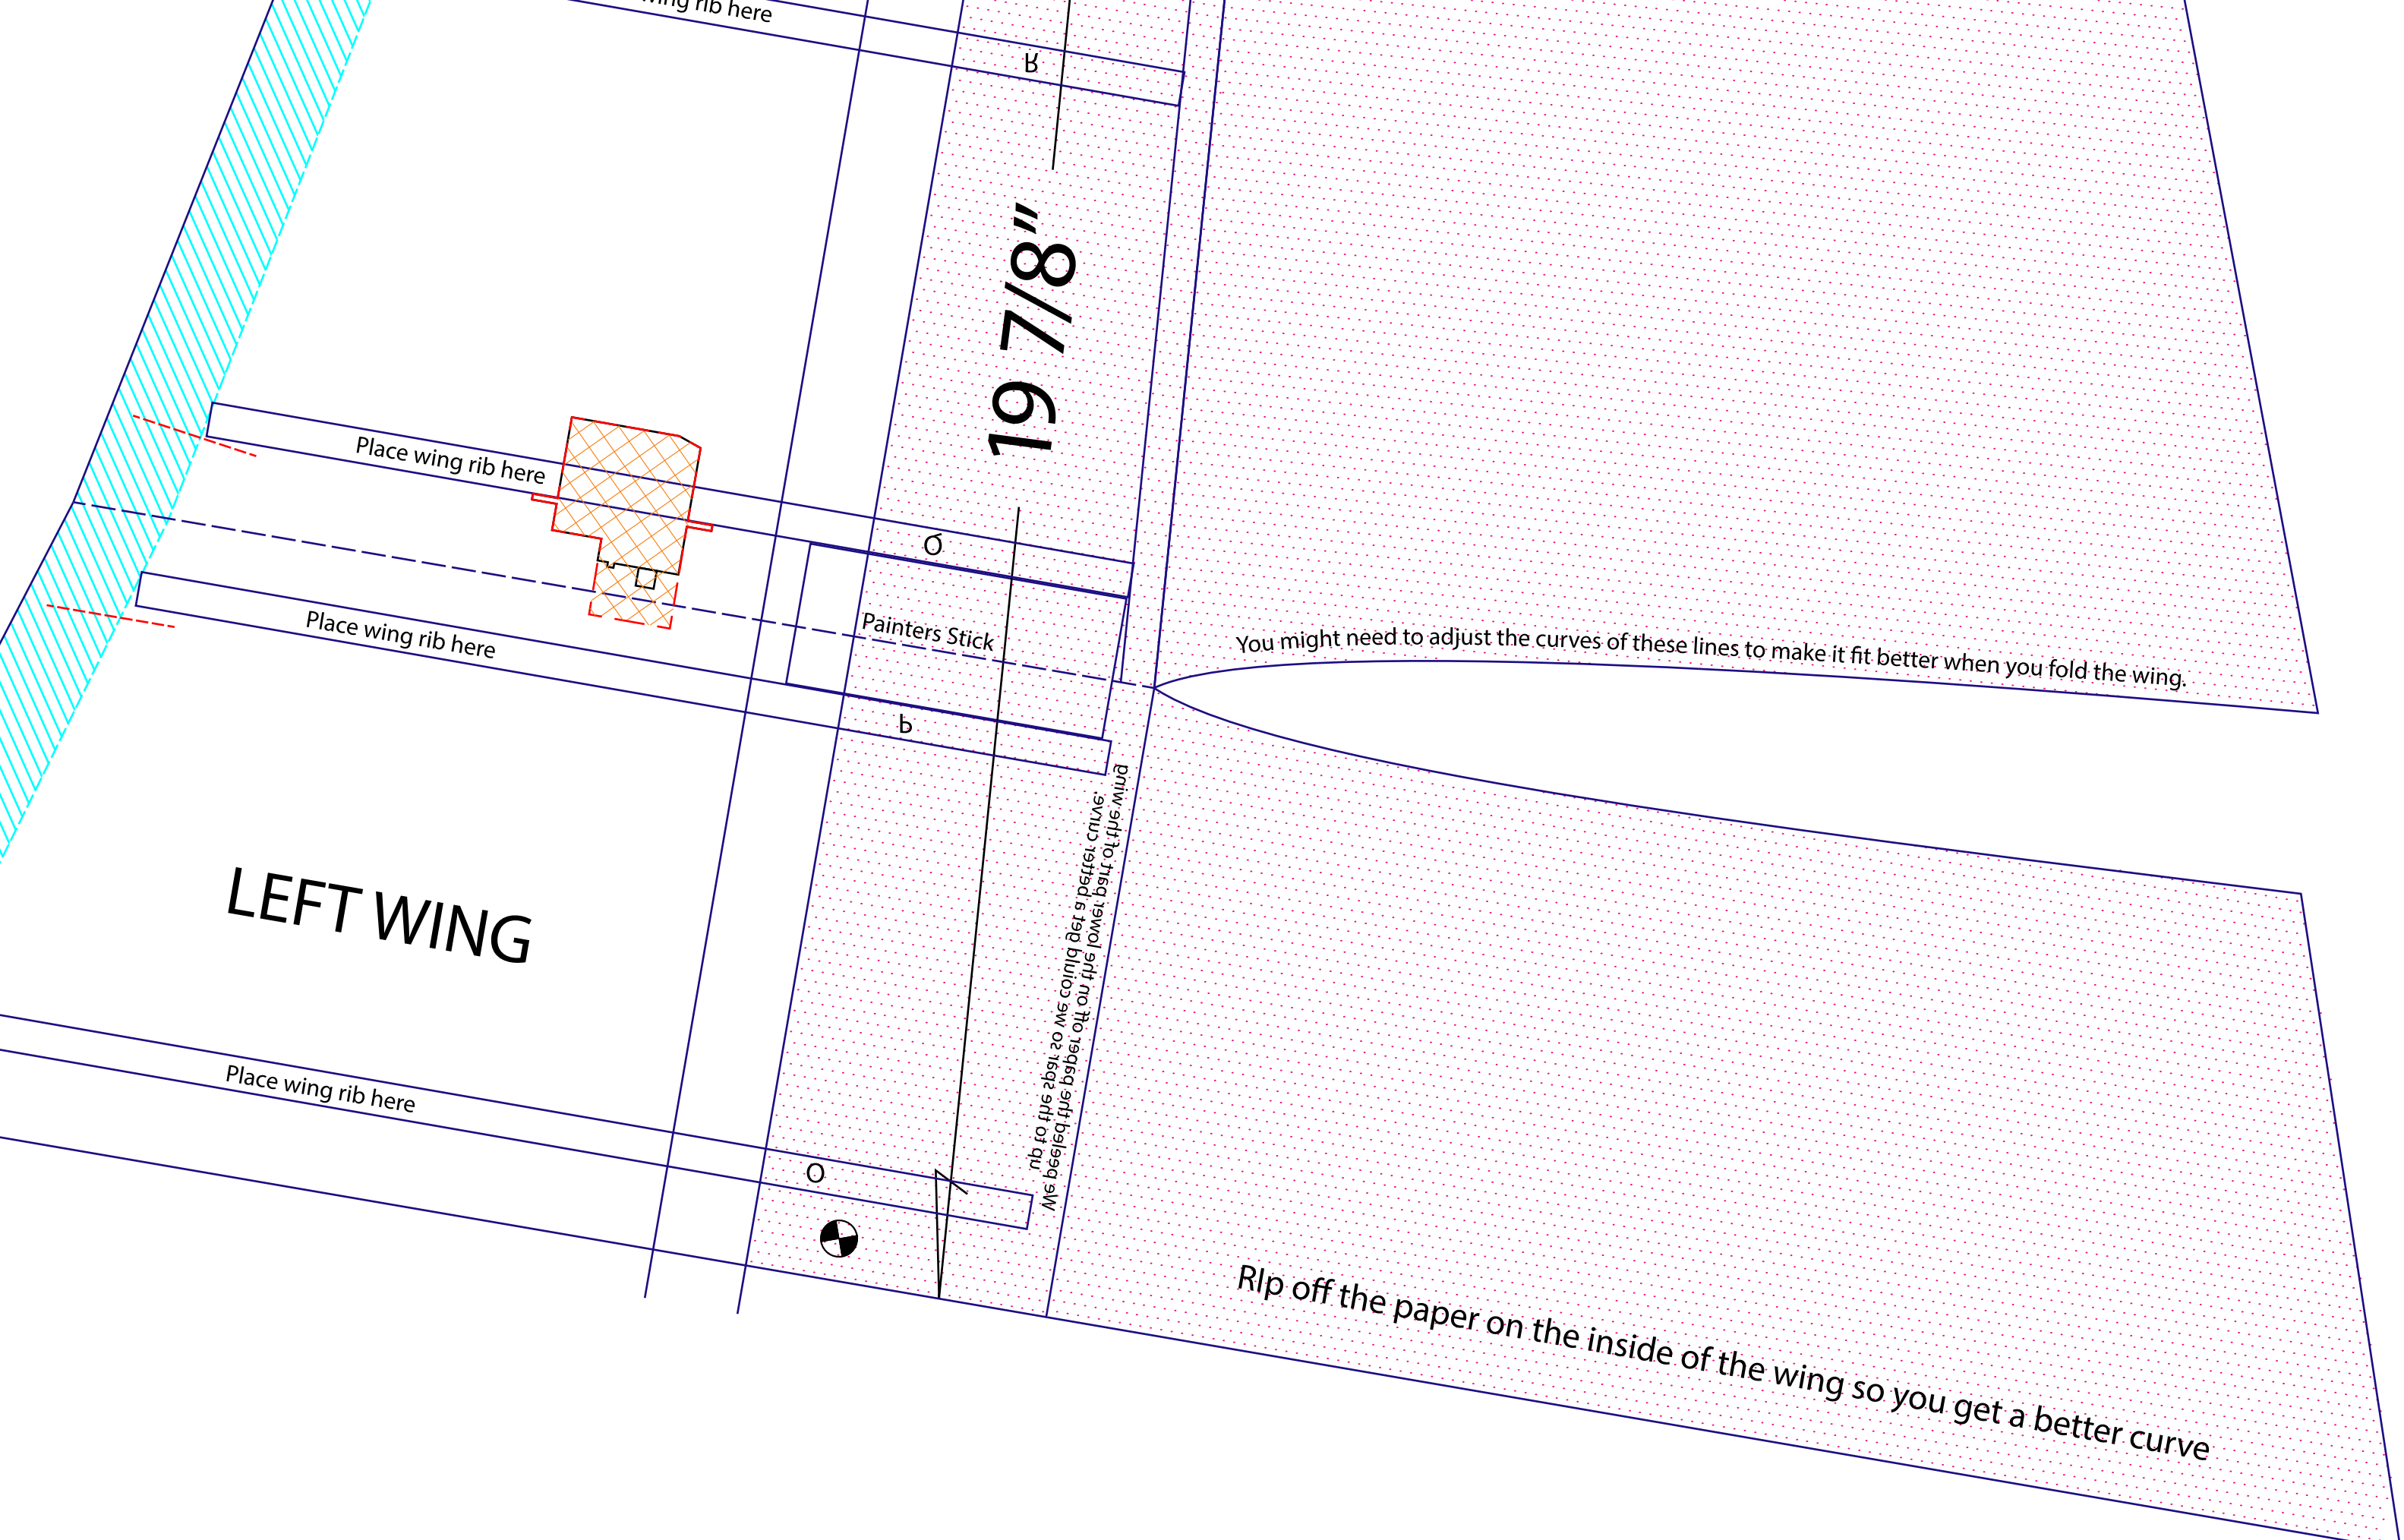 wing rib here
R
19 7/8"
Place wing rib here
Q
Painters Stick
Place wing rib here
P
You might need to adjust the curves of these lines to make it fit better when you fold the wing.
We peeled the paper off on the lower part of the wing
up to the spar so we could get a better curve.
LEFT WING
Place wing rib here
O
RIp off the paper on the inside of the wing so you get a better curve